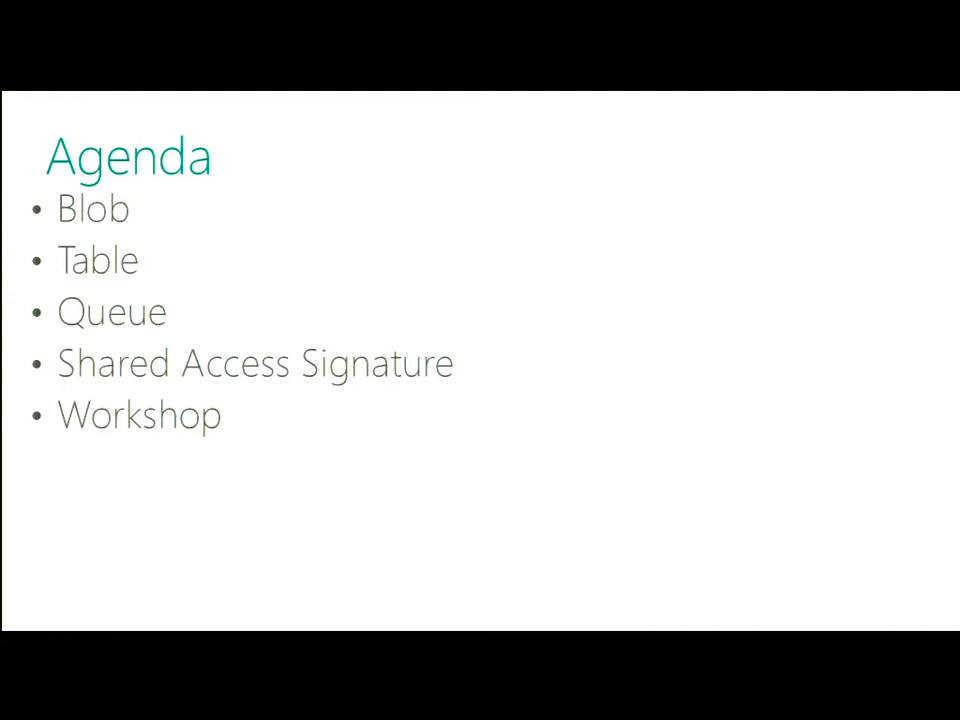 Agenda
• Blob
• Table
• Queue
• Shared Access Signature
• Workshop